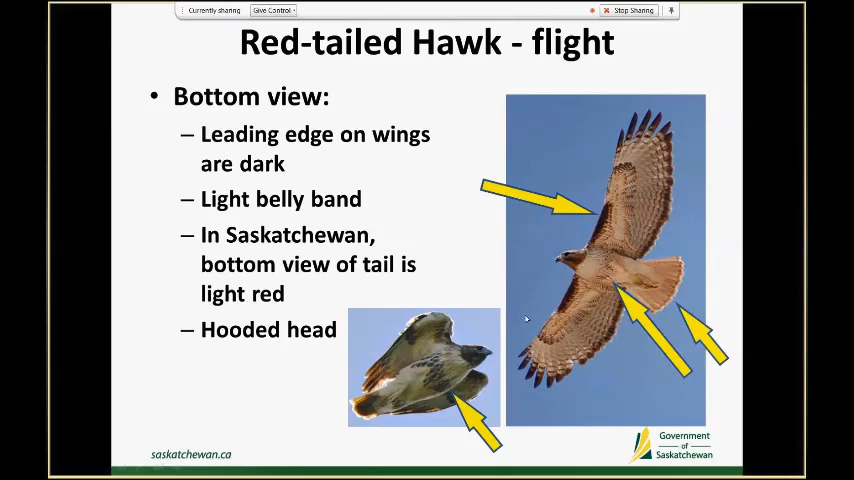 Currently sharing Give Control Stop Sharing
Red-tailed Hawk - flight
• Bottom view:
– Leading edge on wings
are dark
– Light belly band
– In Saskatchewan,
bottom view of tail is
light red
– Hooded head
saskatchewan.ca
Government
of
Saskatchewan